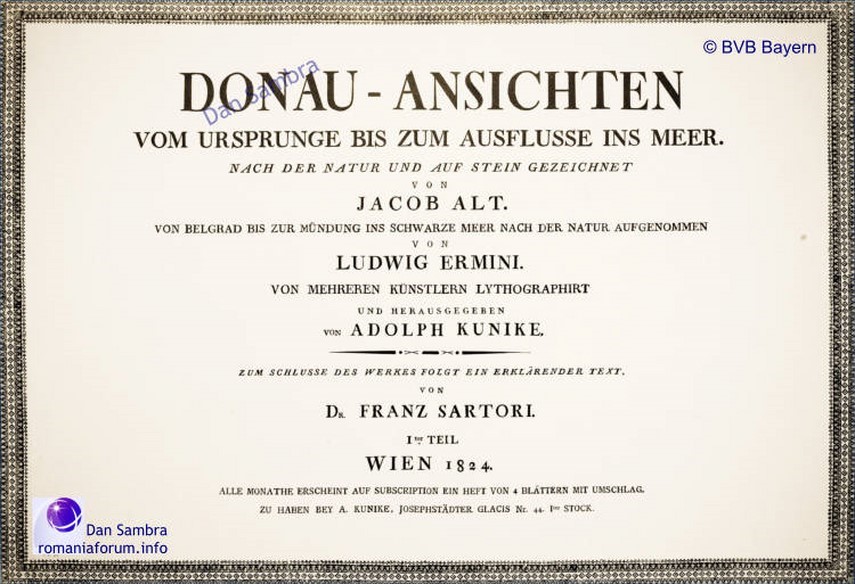 © BVB Bayern
DONAU - ANSICHTEN
Dan Sambra
VOM URSPRUNGE BIS ZUM AUSFLUSSE INS MEER.
NACH DER NATUR UND AUF STEIN GEZEICHNET
VON
JACOB ALT.
VON BELGRAD BIS ZUR MÜNDUNG INS SCHWARZE MEER NACH DER NATUR AUFGENOMMEN
VON
LUDWIG ERMINI.
VON MEHREREN KÜNSTLERN LYTHOGRAPHIRT
UND HERAUSGEGEBEN
VON ADOLPH KUNIKE.
ZUM SCHLUSSE DES WERKES FOLGT EIN ERKLÄRENDER TEXT.
VON
DR. FRANZ SARTORI.
Iter TEIL
WIEN 1824.
ALLE MONATHE ERSCHEINT AUF SUBSCRIPTION EIN HEFT VON 4 BLÄTTERN MIT UMSCHLAG.
ZU HABEN BEY A. KUNIKE, JOSEPHSTÄDTER GLACIS Nr. 44. Iter STOCK.
Dan Sambra
romaniaforum.info